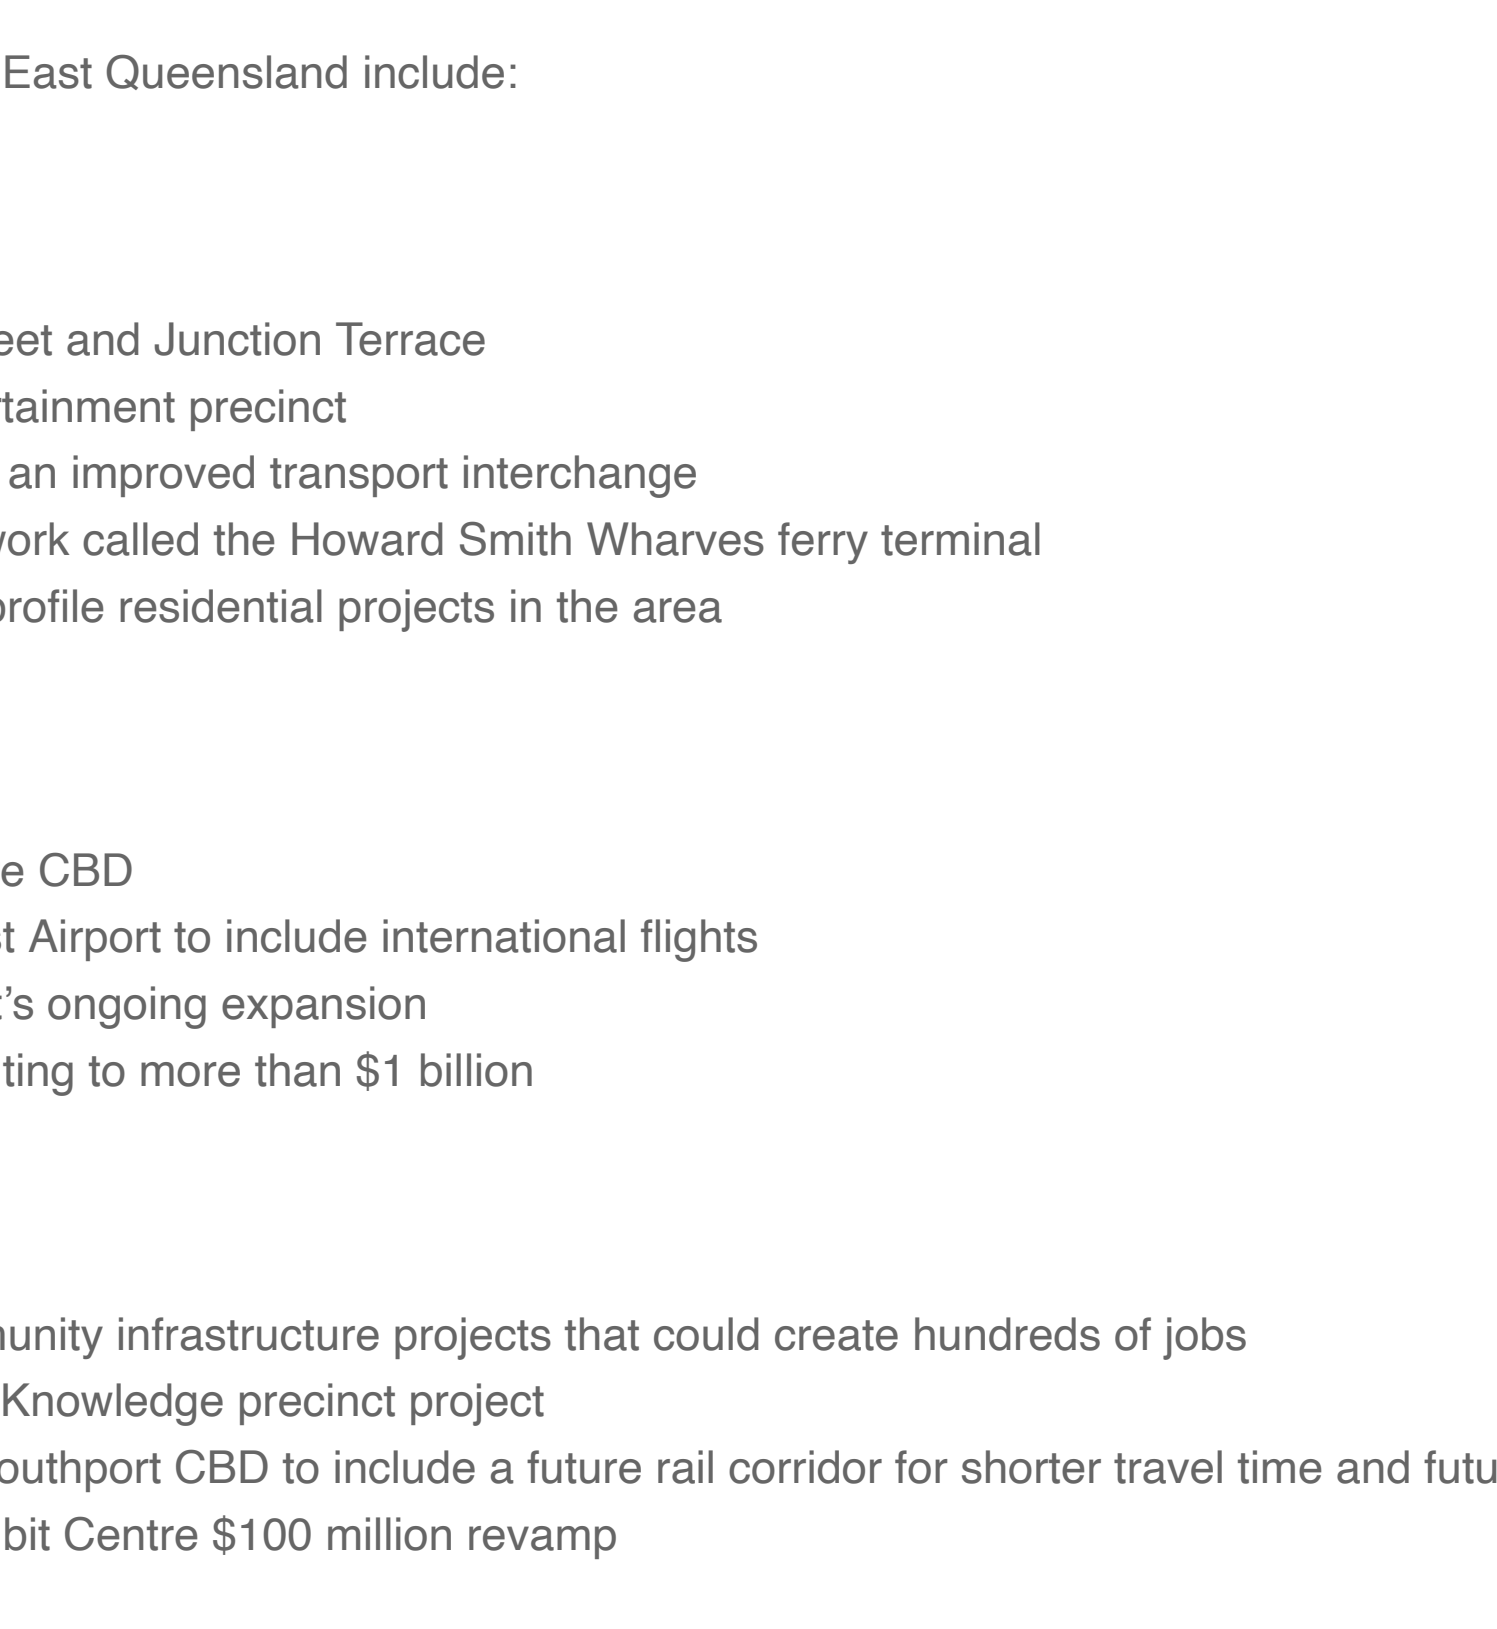 East Queensland include:
eet and Junction Terrace
tainment precinct
an improved transport interchange
work called the Howard Smith Wharves ferry terminal
profile residential projects in the area
e CBD
t Airport to include international flights
t’s ongoing expansion
ting to more than $1 billion
unity infrastructure projects that could create hundreds of jobs
Knowledge precinct project
outhport CBD to include a future rail corridor for shorter travel time and futu
bit Centre $100 million revamp